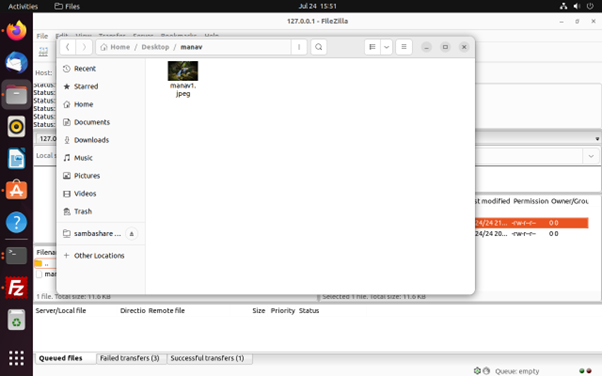 Activities Files Jul 24 15:51
127.0.0.1 - FileZilla
File Edit View Transfer Server Bookmarks Help
Home / Desktop / manav
Host:
Status:
Status:
Status:
Status:
Status:
Recent
Starred
Home
Documents
Downloads
Music
Pictures
Videos
Trash
sambashare ...
Other Locations
manav1.
jpeg
127.0
Local s
st modified Permission Owner/Grou
24/24 21... -rw-r--r-- 0 0
24/24 20... -rw-r--r-- 0 0
Filena
..
mar
1 file. Total size: 11.6 KB
Selected 1 file. Total size: 11.6 KB
Server/Local file Directio Remote file Size Priority Status
Queued files Failed transfers (3) Successful transfers (1)
Queue: empty